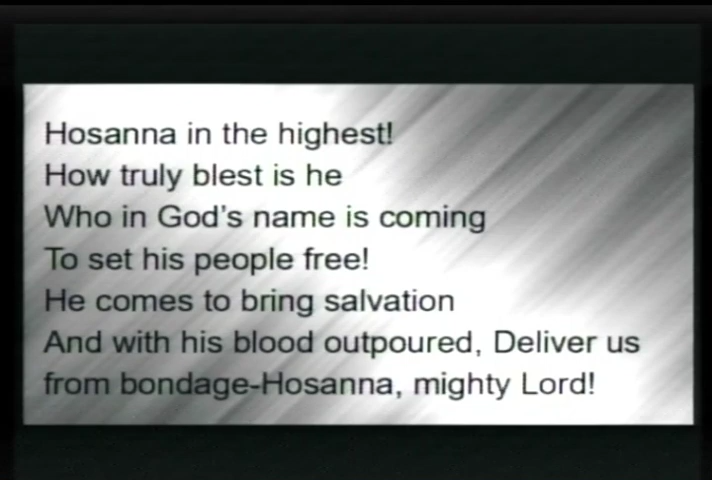 Hosanna in the highest!
How truly blest is he
Who in God's name is coming
To set his people free!
He comes to bring salvation
And with his blood outpoured, Deliver us
from bondage-Hosanna, mighty Lord!